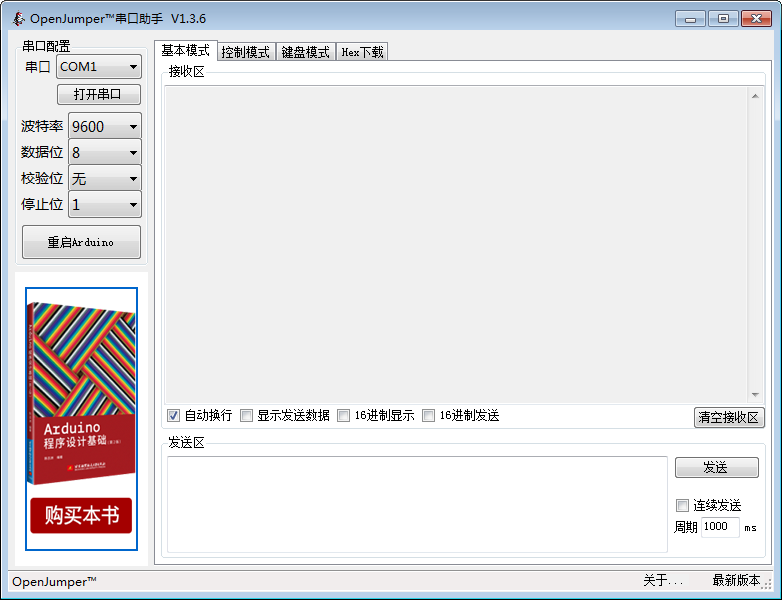 OpenJumper™串口助手 V1.3.6
串口配置
串口 COM1
打开串口
波特率 9600
数据位 8
校验位 无
停止位 1
重启Arduino
Arduino
程序设计基础
购买本书
基本模式 控制模式 键盘模式 Hex下载
接收区
自动换行 显示发送数据 16进制显示 16进制发送 清空接收区
发送区
发送
连续发送
周期 1000 ms
OpenJumper™ 关于... 最新版本